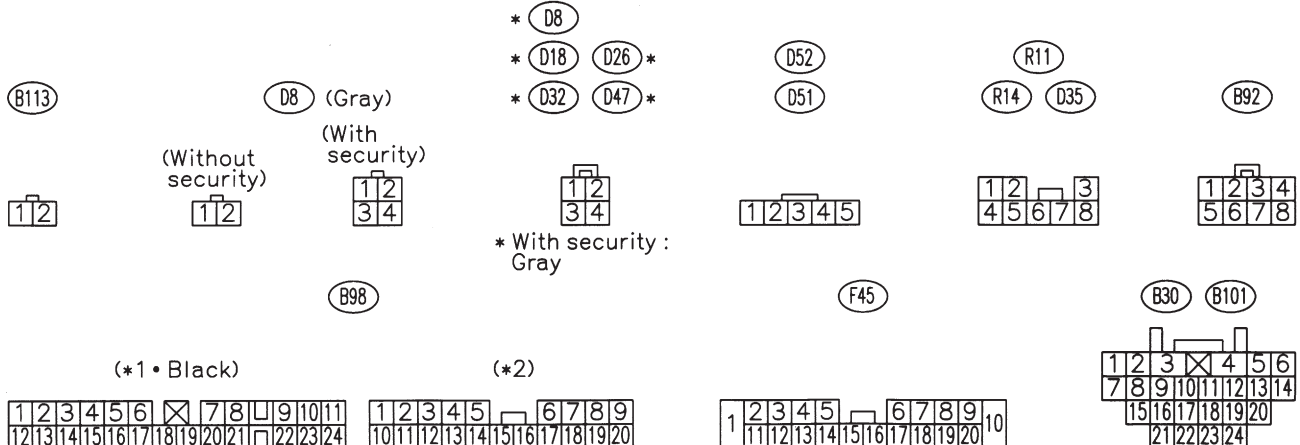 * D8
* D18 D26 *
D52
R11
B113
D8 (Gray)
* D32 D47 *
D51
R14 D35
B92
(Without security)
(With security)
1 2
1 2
1 2
3 4
1 2
3 4
1 2 3 4 5
1 2 3
4 5 6 7 8
1 2 3 4
5 6 7 8
* With security :
Gray
B98
F45
B30 B101
(*1 • Black)
(*2)
1 2 3 4 5 6 7 8 9 10 11
12 13 14 15 16 17 18 19 20 21 22 23 24
1 2 3 4 5 6 7 8 9
10 11 12 13 14 15 16 17 18 19 20
1 2 3 4 5 6 7 8 9 10
11 12 13 14 15 16 17 18 19 20
1 2 3 4 5 6
7 8 9 10 11 12 13 14
15 16 17 18 19 20
21 22 23 24